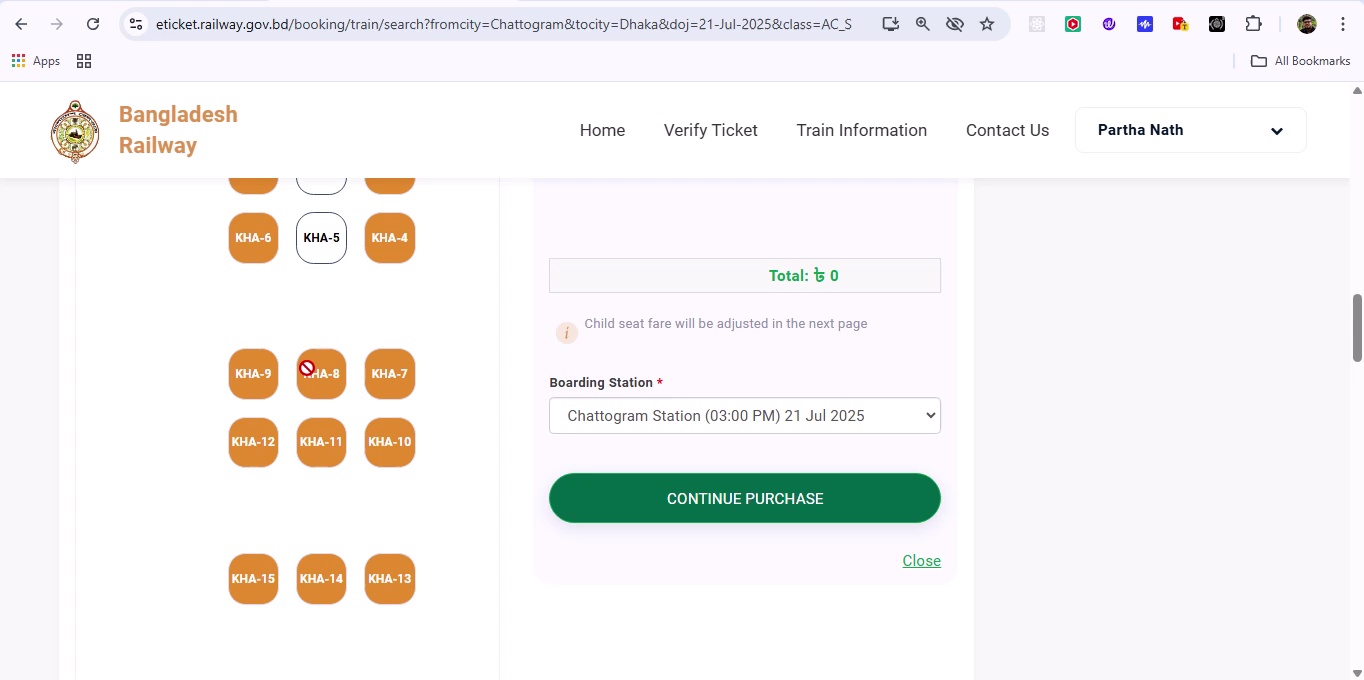 eticket.railway.gov.bd/booking/train/search?fromcity=Chattogram&tocity=Dhaka&doj=21-Jul-2025&class=AC_S
Apps
All Bookmarks
Bangladesh
Railway
Home
Verify Ticket
Train Information
Contact Us
Partha Nath
KHA-6
KHA-5
KHA-4
KHA-9
HA-8
KHA-7
KHA-12
KHA-11
KHA-10
KHA-15
KHA-14
KHA-13
Total: ৳ 0
i
Child seat fare will be adjusted in the next page
Boarding Station *
Chattogram Station (03:00 PM) 21 Jul 2025
CONTINUE PURCHASE
Close